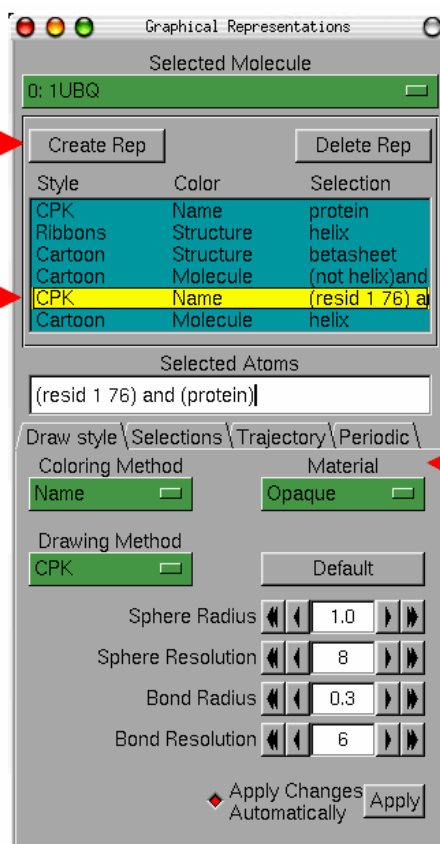 Graphical Representations
Selected Molecule
0: 1UBQ
Create Rep Delete Rep
Style Color Selection
CPK Name protein
Ribbons Structure helix
Cartoon Structure betasheet
Cartoon Molecule (not helix)and
CPK Name (resid 1 76) a
Cartoon Molecule helix
Selected Atoms
(resid 1 76) and (protein)
Draw style Selections Trajectory Periodic
Coloring Method Material
Name Opaque
Drawing Method
CPK Default
Sphere Radius 1.0
Sphere Resolution 8
Bond Radius 0.3
Bond Resolution 6
Apply Changes
Automatically Apply